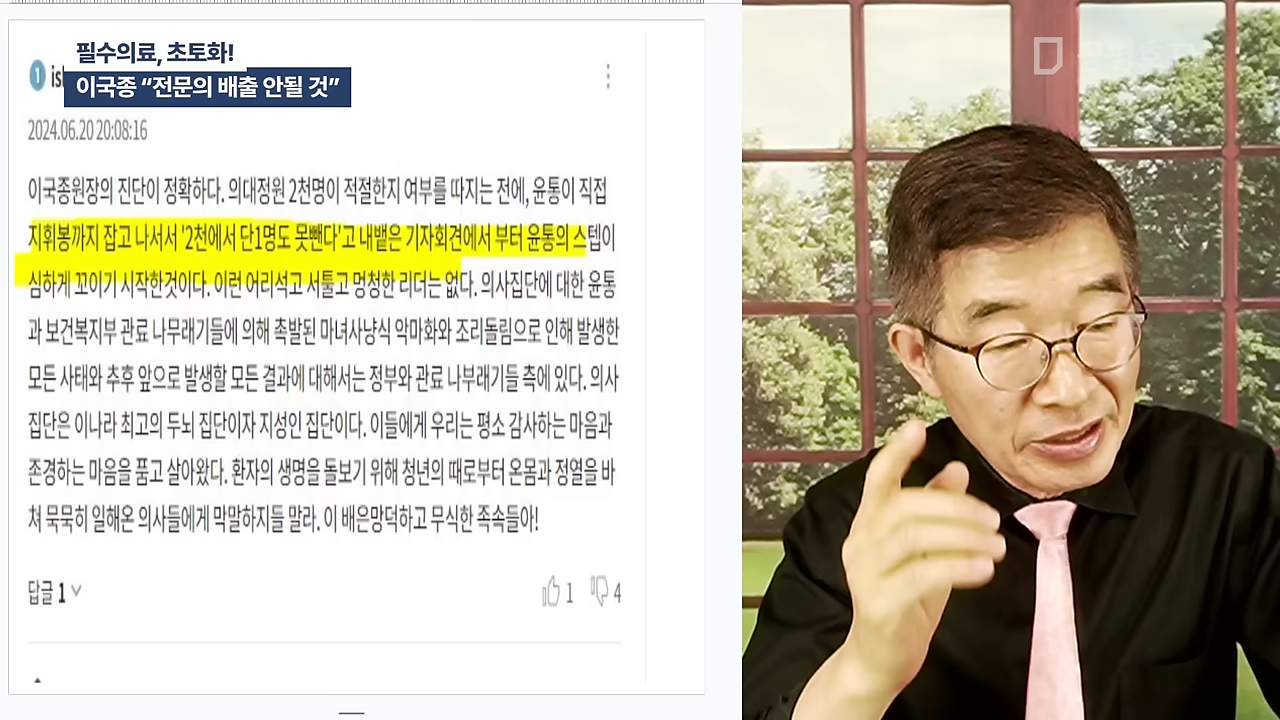 필수의료, 초토화!
이국종 “전문의 배출 안될 것”
2024.06.20 20:08:16
이국종원장의 진단이 정확하다. 의대정원 2천명이 적절한지 여부를 따지는 전에, 윤통이 직접
지휘봉까지 잡고 나서서 '2천에서 단1명도 못뺀다'고 내뱉은 기자회견에서 부터 윤통의 스텝이
심하게 꼬이기 시작한것이다. 이런 어리석고 서툴고 멍청한 리더는 없다. 의사집단에 대한 윤통
과 보건복지부 관료 나무래기들에 의해 촉발된 마녀사냥식 악마화와 조리돌림으로 인해 발생한
모든 사태와 추후 앞으로 발생할 모든 결과에 대해서는 정부와 관료 나부래기들 측에 있다. 의사
집단은 이나라 최고의 두뇌 집단이자 지성인 집단이다. 이들에게 우리는 평소 감사하는 마음과
존경하는 마음을 품고 살아왔다. 환자의 생명을 돌보기 위해 청년의 때로부터 온몸과 정열을 바
쳐 묵묵히 일해온 의사들에게 막말하지들 말라. 이 배은망덕하고 무식한 족속들아!
답글 1
1 4